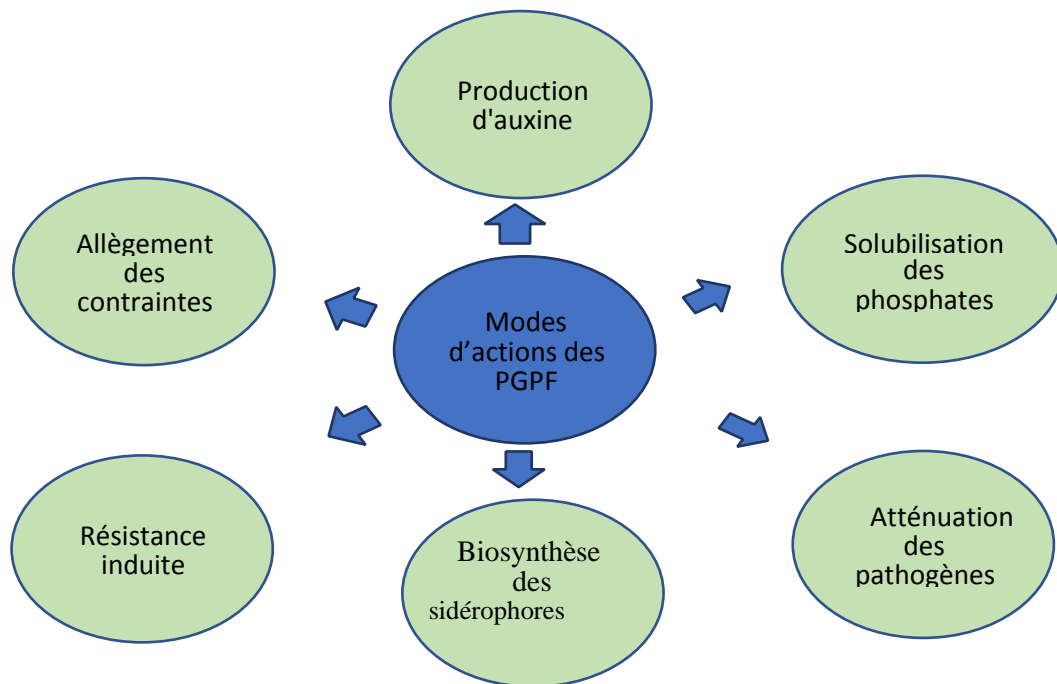 Production
d'auxine
Allègement
des
contraintes
Solubilisation
des
phosphates
Modes
d’actions des
PGPF
Résistance
induite
Biosynthèse
des
sidérophores
Atténuation
des
pathogènes